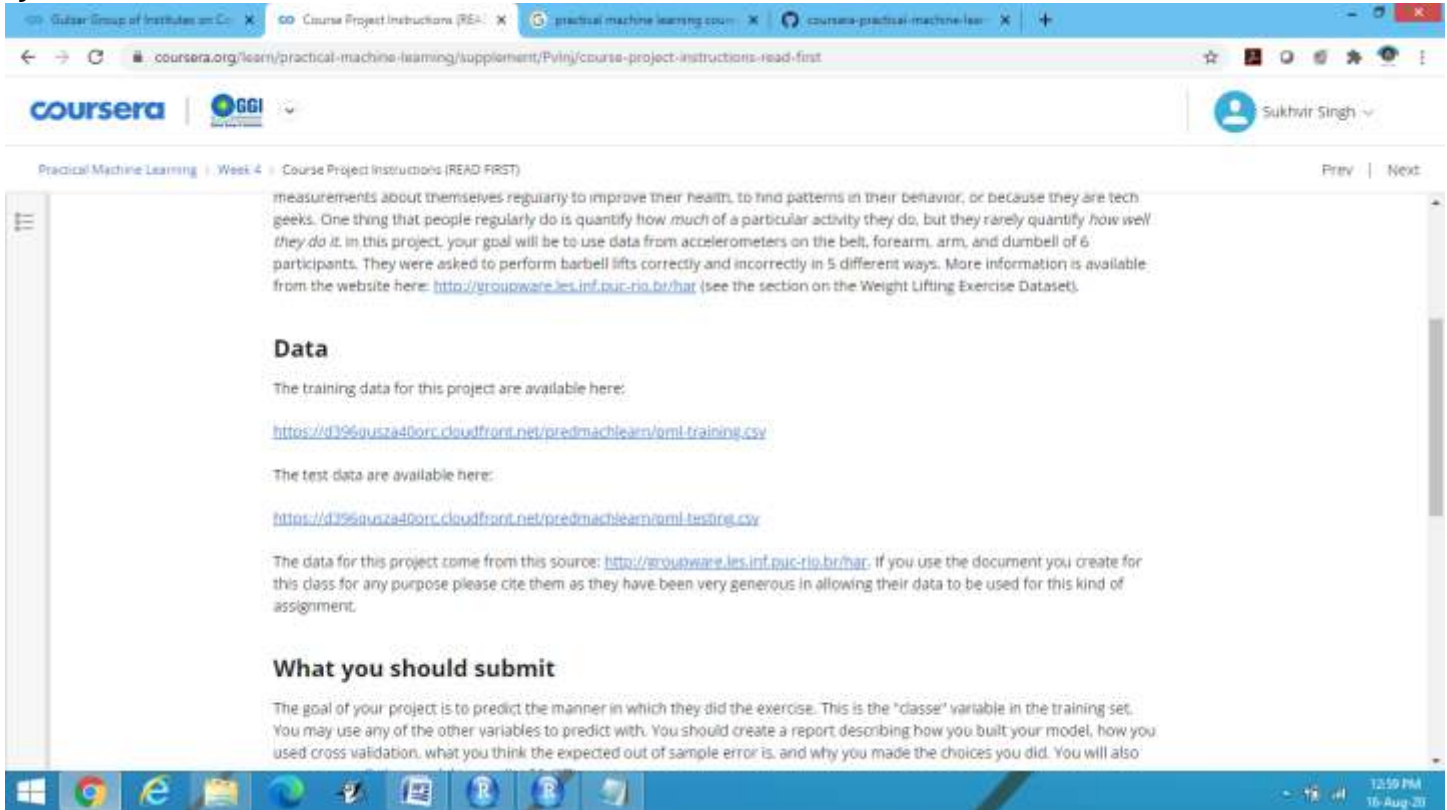 Gulzar Group of Institutes on Co
Course Project Instructions (REA
practical machine learning cours
coursera-practical-machine-lear
coursera.org/learn/practical-machine-learning/supplement/PvInj/course-project-instructions-read-first
coursera
GGI
Sukhvir Singh
Practical Machine Learning
Week 4
Course Project Instructions (READ FIRST)
Prev | Next
measurements about themselves regularly to improve their health, to find patterns in their behavior, or because they are tech
geeks. One thing that people regularly do is quantify how much of a particular activity they do, but they rarely quantify how well
they do it. In this project, your goal will be to use data from accelerometers on the belt, forearm, arm, and dumbell of 6
participants. They were asked to perform barbell lifts correctly and incorrectly in 5 different ways. More information is available
from the website here: http://groupware.les.inf.puc-rio.br/har (see the section on the Weight Lifting Exercise Dataset).
Data
The training data for this project are available here:
https://d396qusza40orc.cloudfront.net/predmachlearn/pml-training.csv
The test data are available here:
https://d396qusza40orc.cloudfront.net/predmachlearn/pml-testing.csv
The data for this project come from this source: http://groupware.les.inf.puc-rio.br/har. If you use the document you create for
this class for any purpose please cite them as they have been very generous in allowing their data to be used for this kind of
assignment.
What you should submit
The goal of your project is to predict the manner in which they did the exercise. This is the "classe" variable in the training set.
You may use any of the other variables to predict with. You should create a report describing how you built your model, how you
used cross validation, what you think the expected out of sample error is, and why you made the choices you did. You will also
12:59 PM
16-Aug-20